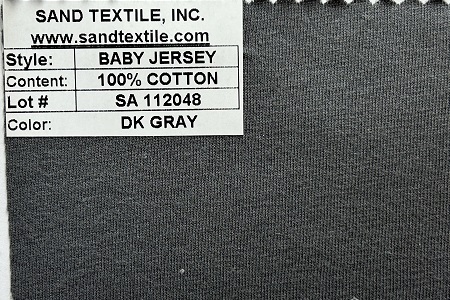 SAND TEXTILE, INC.
www.sandtextile.com
Style: BABY JERSEY
Content: 100% COTTON
Lot # SA 112048
Color: DK GRAY